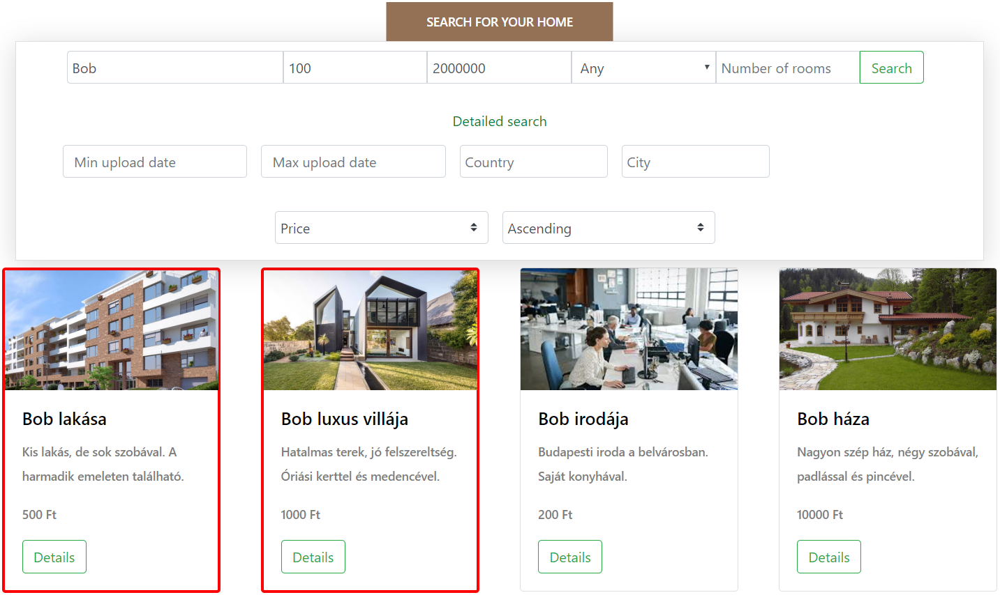 SEARCH FOR YOUR HOME
Bob
100
2000000
Any
Number of rooms
Search
Detailed search
Min upload date
Max upload date
Country
City
Price
Ascending
Bob lakása
Kis lakás, de sok szobával. A
harmadik emeleten található.
500 Ft
Details
Bob luxus villája
Hatalmas terek, jó felszereltség.
Óriási kerttel és medencével.
1000 Ft
Details
Bob irodája
Budapesti iroda a belvárosban.
Saját konyhával.
200 Ft
Details
Bob háza
Nagyon szép ház, négy szobával,
padlással és pincével.
10000 Ft
Details